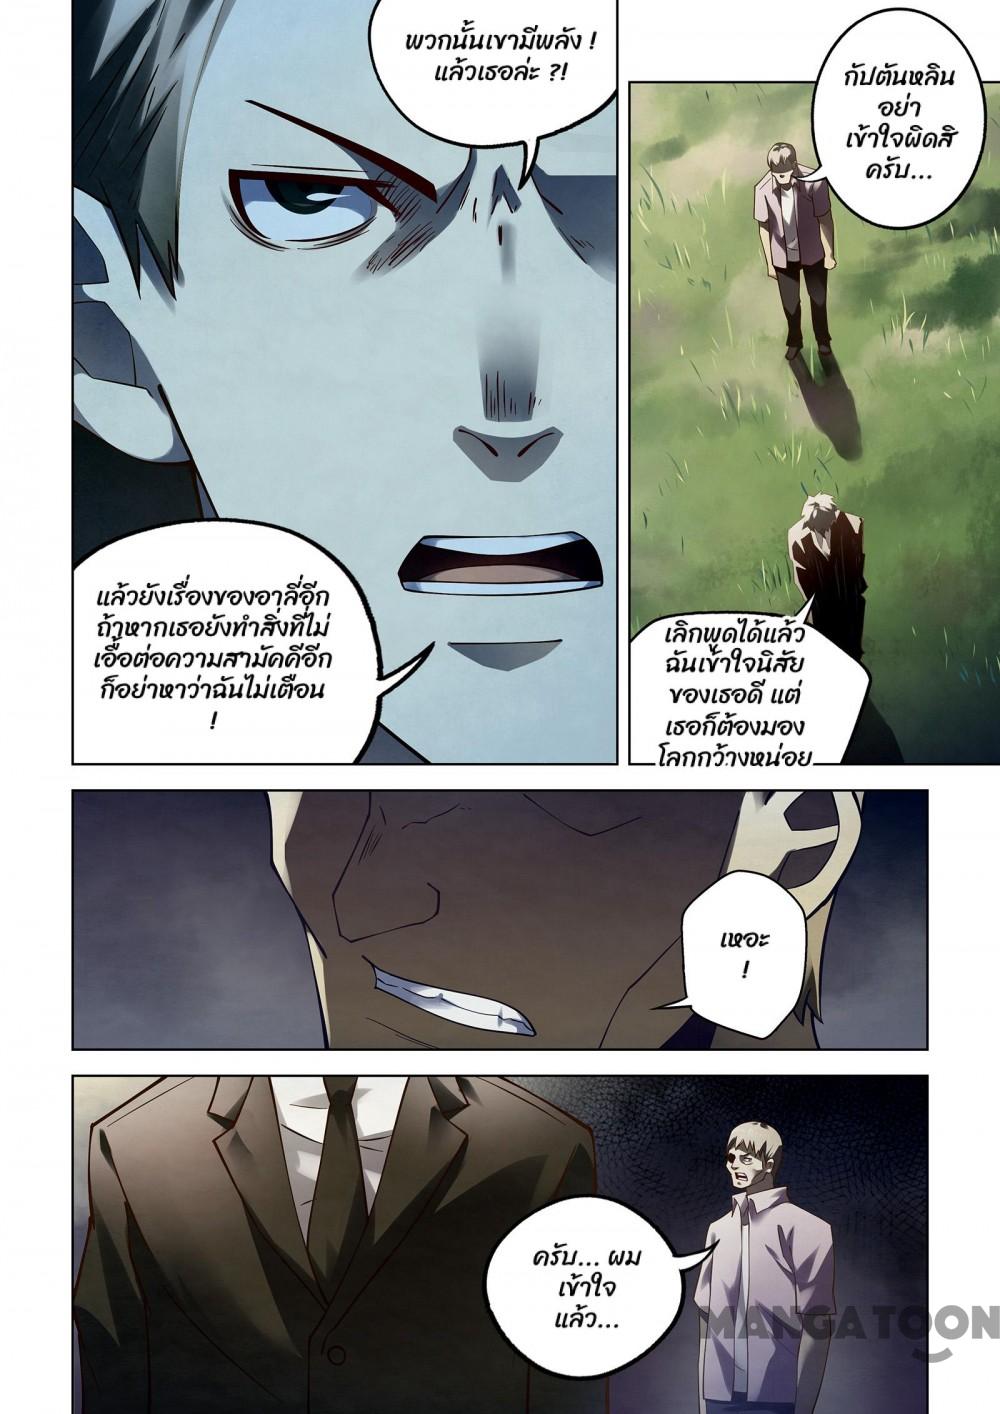 พวกนั้นเขามีพลัง !
แล้วเธอล่ะ ?!
กัปตันหลิน
อย่า
เข้าใจผิดสิ
ครับ...
แล้วยังเรื่องของอาลี่อีก
ถ้าหากเธอยังทำสิ่งที่ไม่
เอื้อต่อความสามัคคีอีก
ก็อย่าหาว่าฉันไม่เตือน
!
เลิกพูดได้แล้ว
ฉันเข้าใจนิสัย
ของเธอดี แต่
เธอก็ต้องมอง
โลกกว้างหน่อย
เหอะ
!
ครับ... ผม
เข้าใจ
แล้ว...
MANGATOON